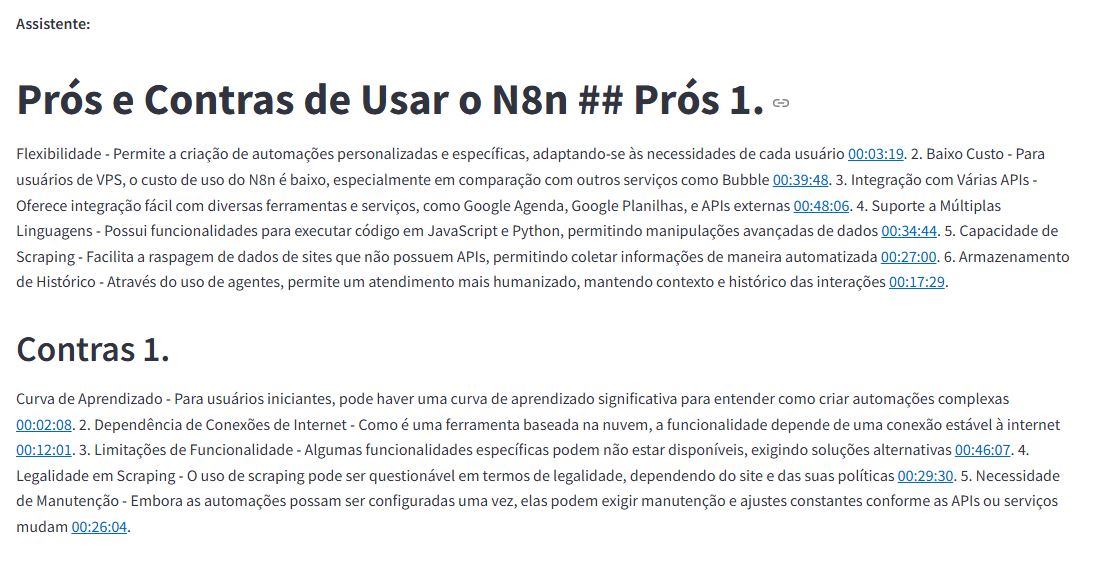 Assistente:
Prós e Contras de Usar o N8n ## Prós 1.
Flexibilidade - Permite a criação de automações personalizadas e específicas, adaptando-se às necessidades de cada usuário 00:03:19. 2. Baixo Custo - Para
usuários de VPS, o custo de uso do N8n é baixo, especialmente em comparação com outros serviços como Bubble 00:39:48. 3. Integração com Várias APIs -
Oferece integração fácil com diversas ferramentas e serviços, como Google Agenda, Google Planilhas, e APIs externas 00:48:06. 4. Suporte a Múltiplas
Linguagens - Possui funcionalidades para executar código em JavaScript e Python, permitindo manipulações avançadas de dados 00:34:44. 5. Capacidade de
Scraping - Facilita a raspagem de dados de sites que não possuem APIs, permitindo coletar informações de maneira automatizada 00:27:00. 6. Armazenamento
de Histórico - Através do uso de agentes, permite um atendimento mais humanizado, mantendo contexto e histórico das interações 00:17:29.
Contras 1.
Curva de Aprendizado - Para usuários iniciantes, pode haver uma curva de aprendizado significativa para entender como criar automações complexas
00:02:08. 2. Dependência de Conexões de Internet - Como é uma ferramenta baseada na nuvem, a funcionalidade depende de uma conexão estável à internet
00:12:01. 3. Limitações de Funcionalidade - Algumas funcionalidades específicas podem não estar disponíveis, exigindo soluções alternativas 00:46:07. 4.
Legalidade em Scraping - O uso de scraping pode ser questionável em termos de legalidade, dependendo do site e das suas políticas 00:29:30. 5. Necessidade
de Manutenção - Embora as automações possam ser configuradas uma vez, elas podem exigir manutenção e ajustes constantes conforme as APIs ou serviços
mudam 00:26:04.